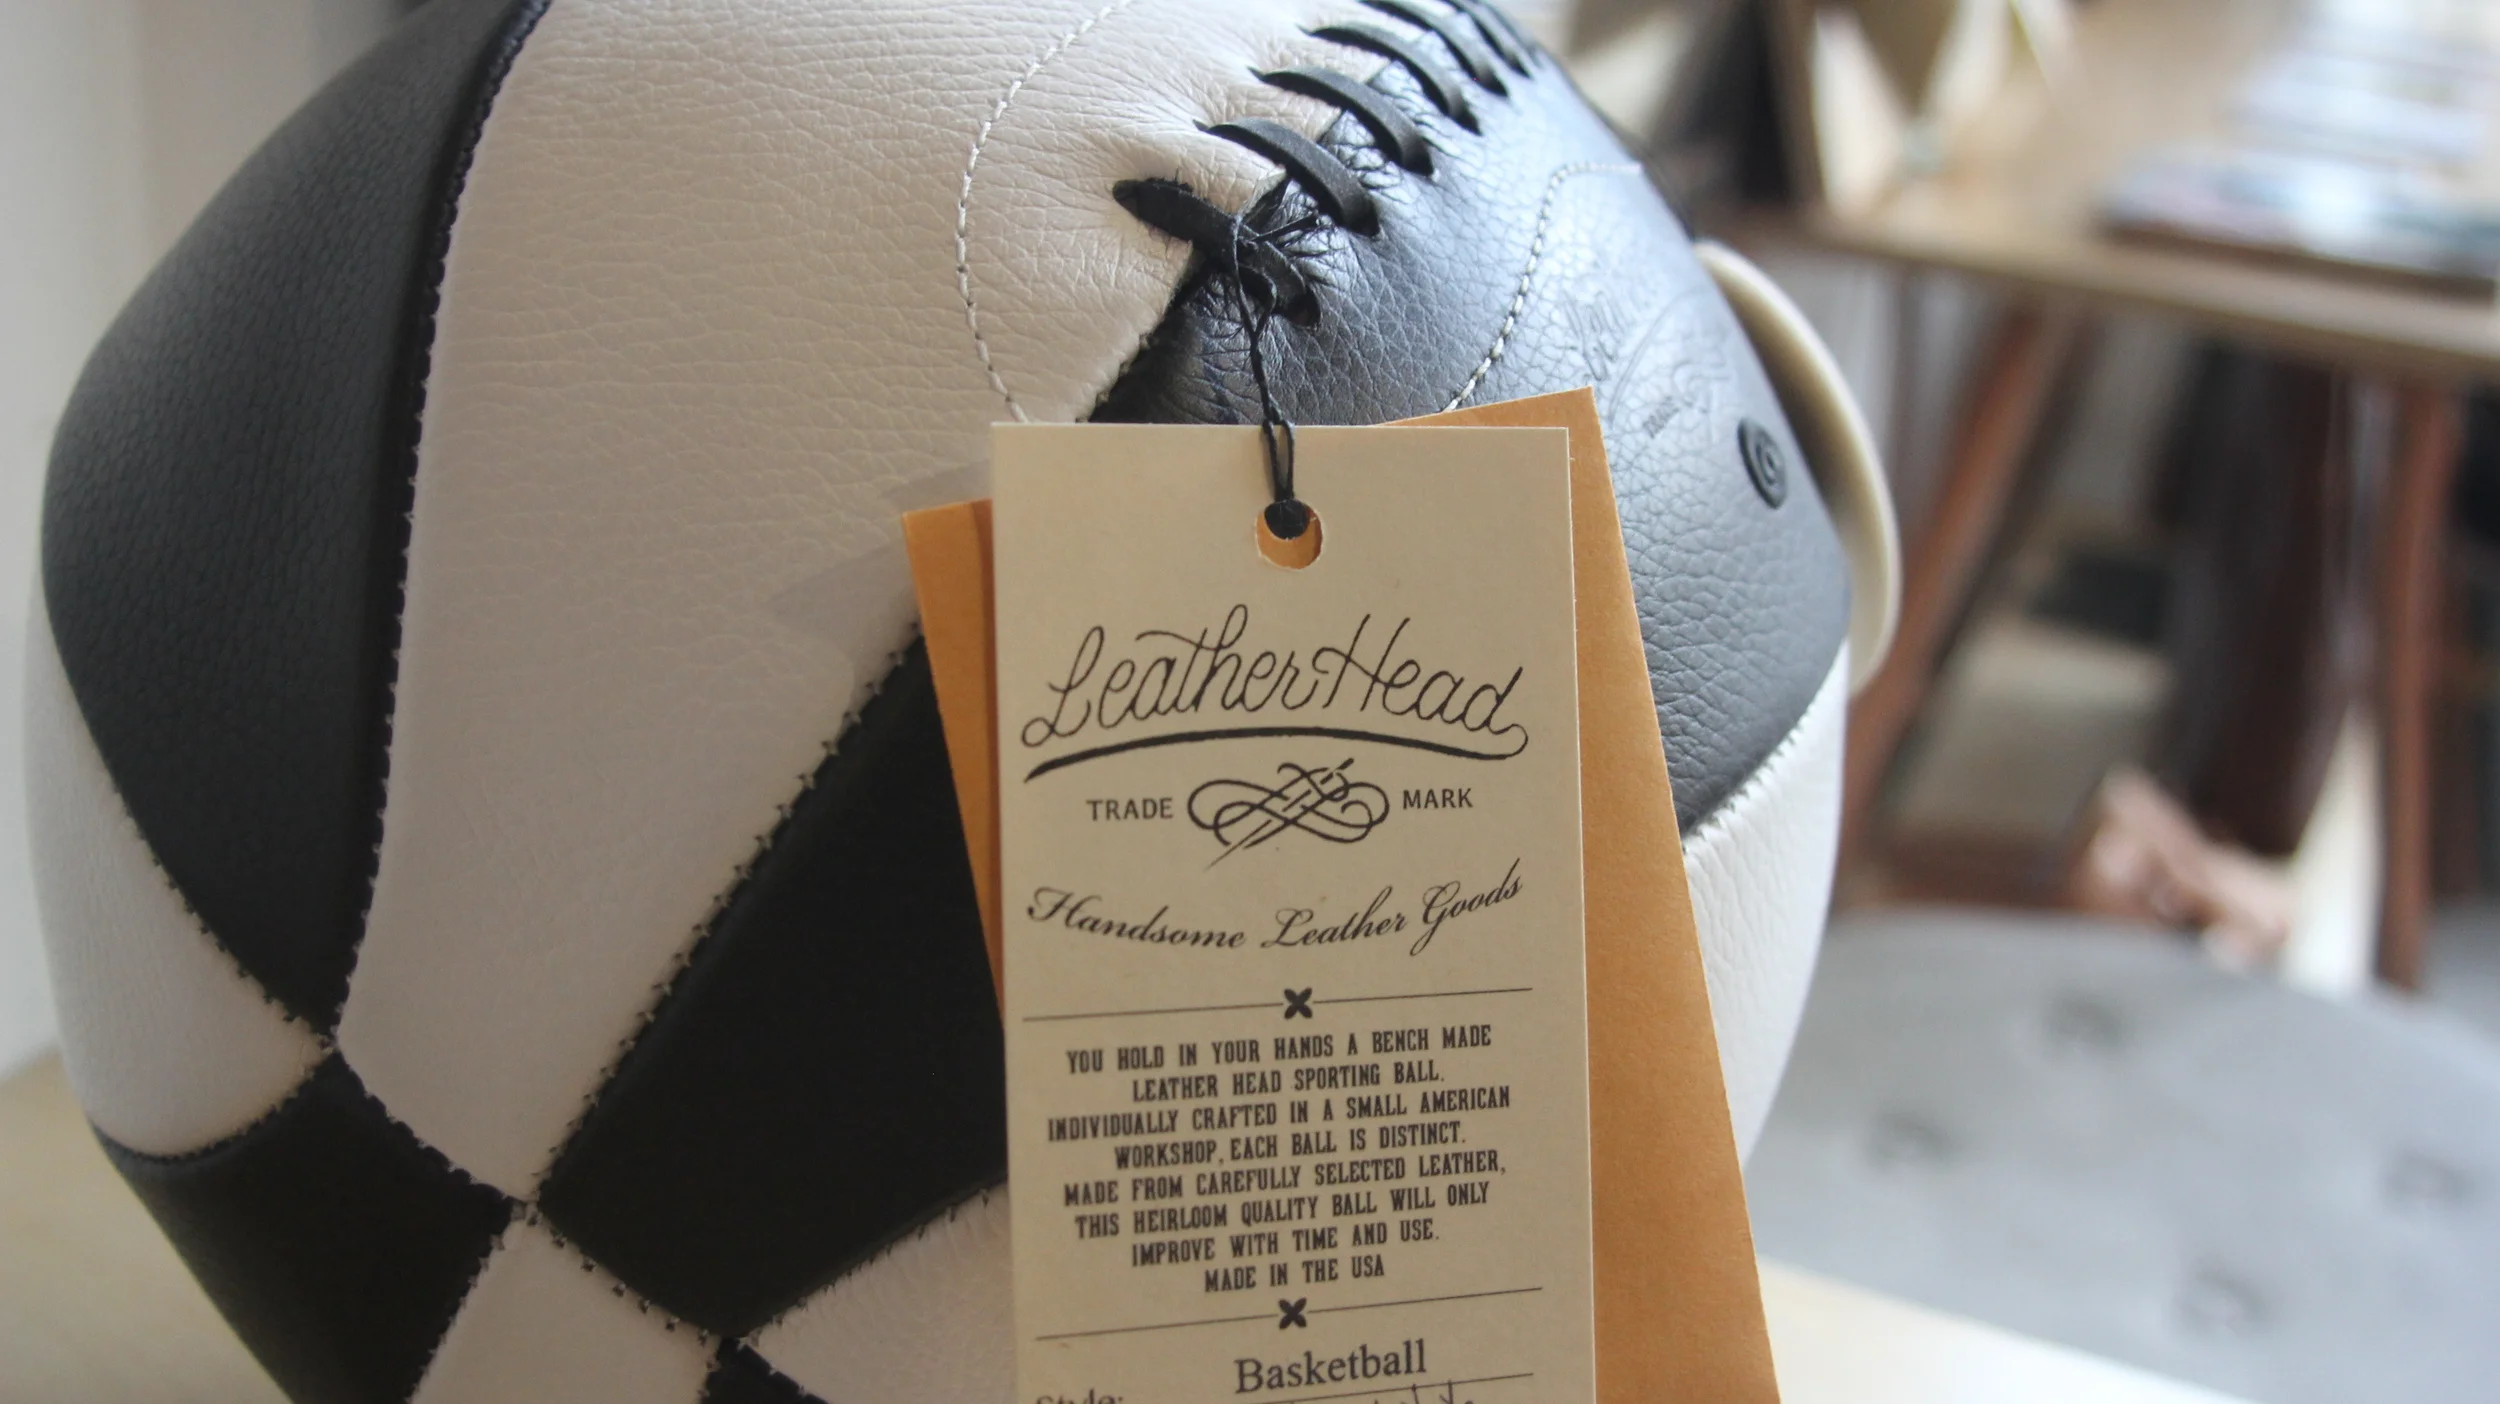 LeatherHead
TRADE MARK
Handsome Leather Goods
YOU HOLD IN YOUR HANDS A BENCH MADE
LEATHER HEAD SPORTING BALL.
INDIVIDUALLY CRAFTED IN A SMALL AMERICAN
WORKSHOP, EACH BALL IS DISTINCT.
MADE FROM CAREFULLY SELECTED LEATHER,
THIS HEIRLOOM QUALITY BALL WILL ONLY
IMPROVE WITH TIME AND USE.
MADE IN THE USA
Basketball
Style: